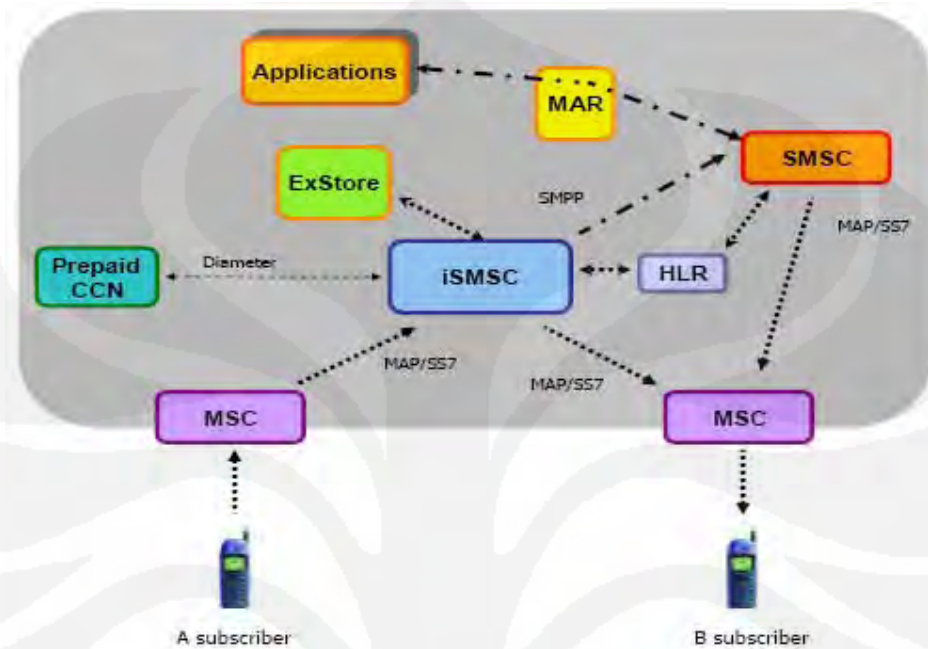 Applications
MAR
SMSC
ExStore
SMPP
MAP/SS7
Prepaid
CCN
Diameter
iSMSC
HLR
MAP/SS7
MAP/SS7
MSC
MSC
A subscriber
B subscriber